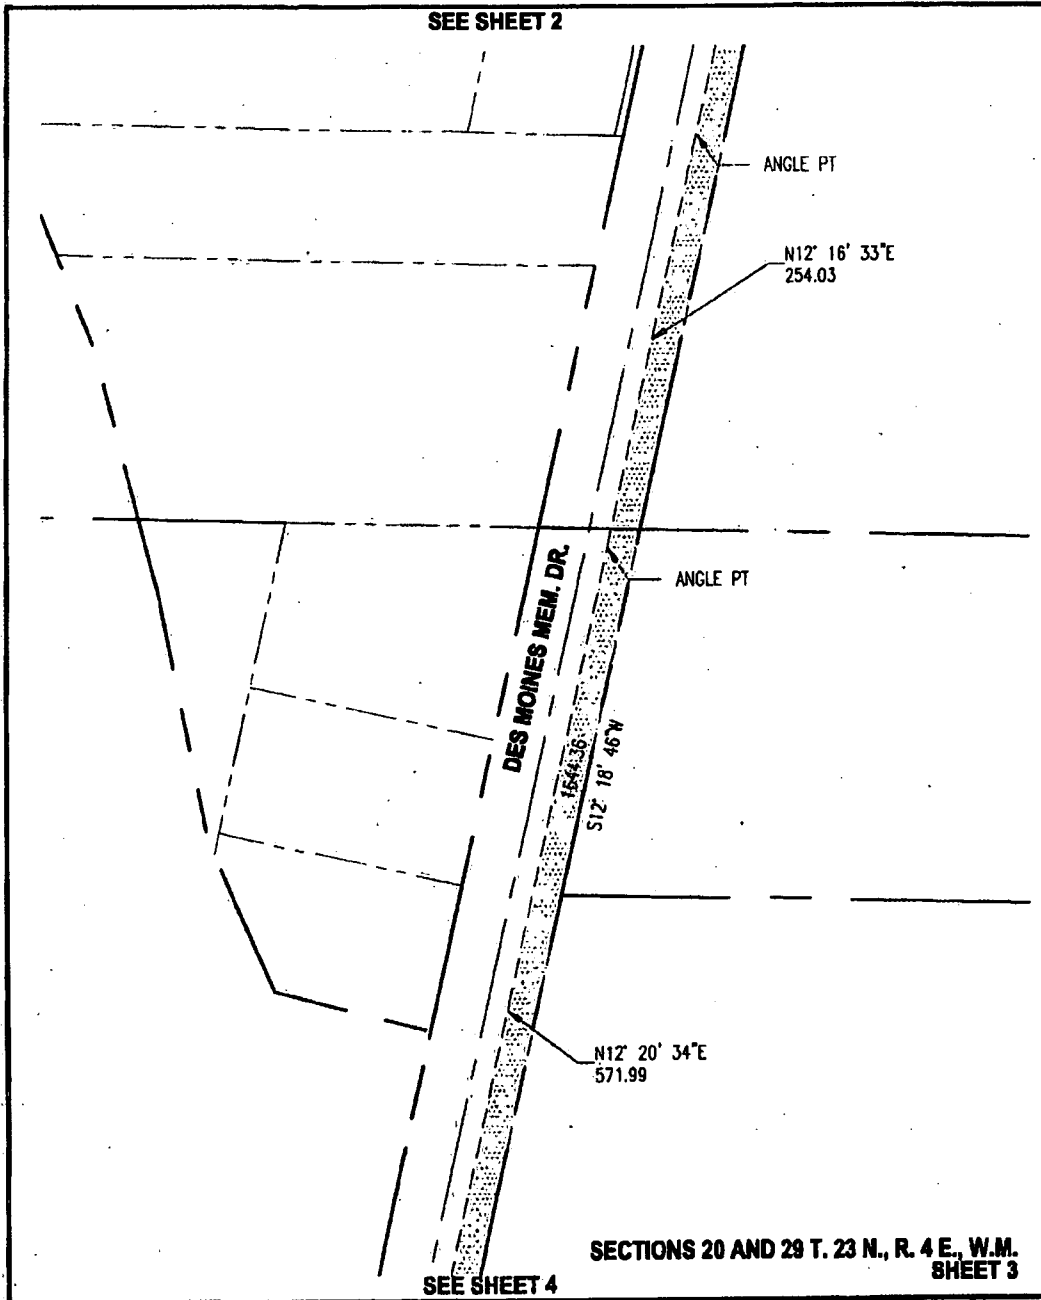 SEE SHEET 2
ANGLE PT
N12° 16' 33"E
254.03
ANGLE PT
DES MOINES MEM. DR.
1644.36
S12° 18' 46"W
N12° 20' 34"E
571.99
SECTIONS 20 AND 29 T. 23 N., R. 4 E., W.M.
SHEET 3
SEE SHEET 4